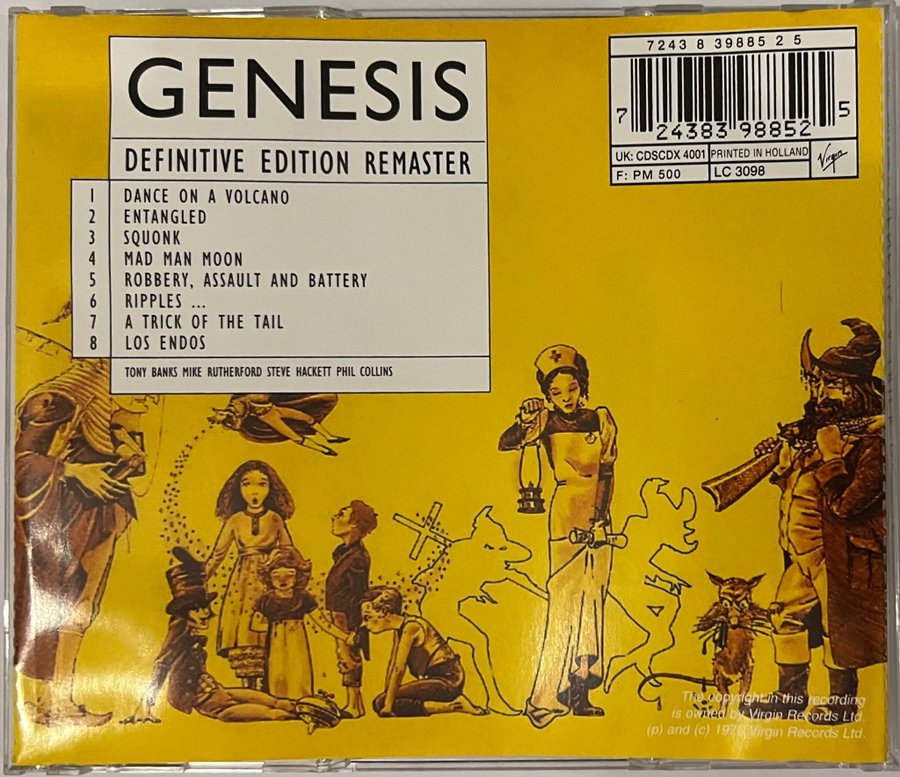 GENESIS
DEFINITIVE EDITION REMASTER
1 DANCE ON A VOLCANO
2 ENTANGLED
3 SQUONK
4 MAD MAN MOON
5 ROBBERY, ASSAULT AND BATTERY
6 RIPPLES ...
7 A TRICK OF THE TAIL
8 LOS ENDOS
TONY BANKS MIKE RUTHERFORD STEVE HACKETT PHIL COLLINS
7243 8 39885 2 5
7 24383 98852 5
UK: CDSCDX 4001 PRINTED IN HOLLAND
F: PM 500 LC 3098
Virgin
The copyright in this recording
is owned by Virgin Records Ltd.
(p) and (c) 1976 Virgin Records Ltd.